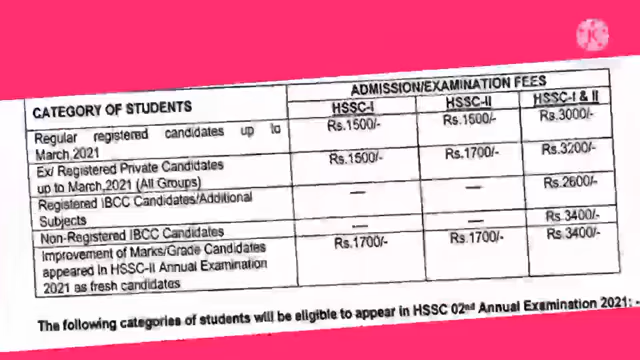 ADMISSION/EXAMINATION FEES
CATEGORY OF STUDENTS HSSC-I HSSC-II HSSC-I & II
Regular registered candidates up to Rs.1500/- Rs.1500/- Rs.3000/-
March,2021
Ex/ Registered Private Candidates Rs.1500/- Rs.1700/- Rs.3200/-
up to March,2021 (All Groups)
Registered IBCC Candidates/Additional — — Rs.2600/-
Subjects
Non-Registered IBCC Candidates — — Rs.3400/-
Improvement of Marks/Grade Candidates Rs.1700/- Rs.1700/- Rs.3400/-
appeared in HSSC-II Annual Examination
2021 as fresh candidates
The following categories of students will be eligible to appear in HSSC 02nd Annual Examination 2021: -
K